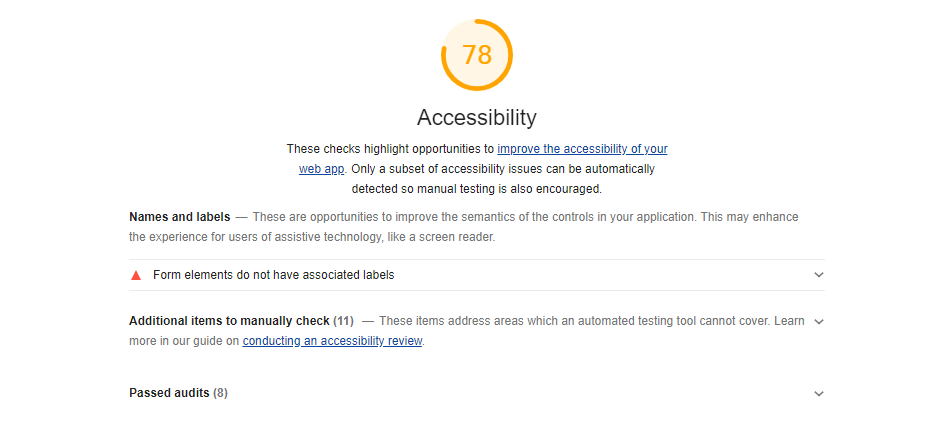 78
Accessibility
These checks highlight opportunities to improve the accessibility of your
web app. Only a subset of accessibility issues can be automatically
detected so manual testing is also encouraged.
Names and labels — These are opportunities to improve the semantics of the controls in your application. This may enhance
the experience for users of assistive technology, like a screen reader.
Form elements do not have associated labels
Additional items to manually check (11) — These items address areas which an automated testing tool cannot cover. Learn
more in our guide on conducting an accessibility review.
Passed audits (8)